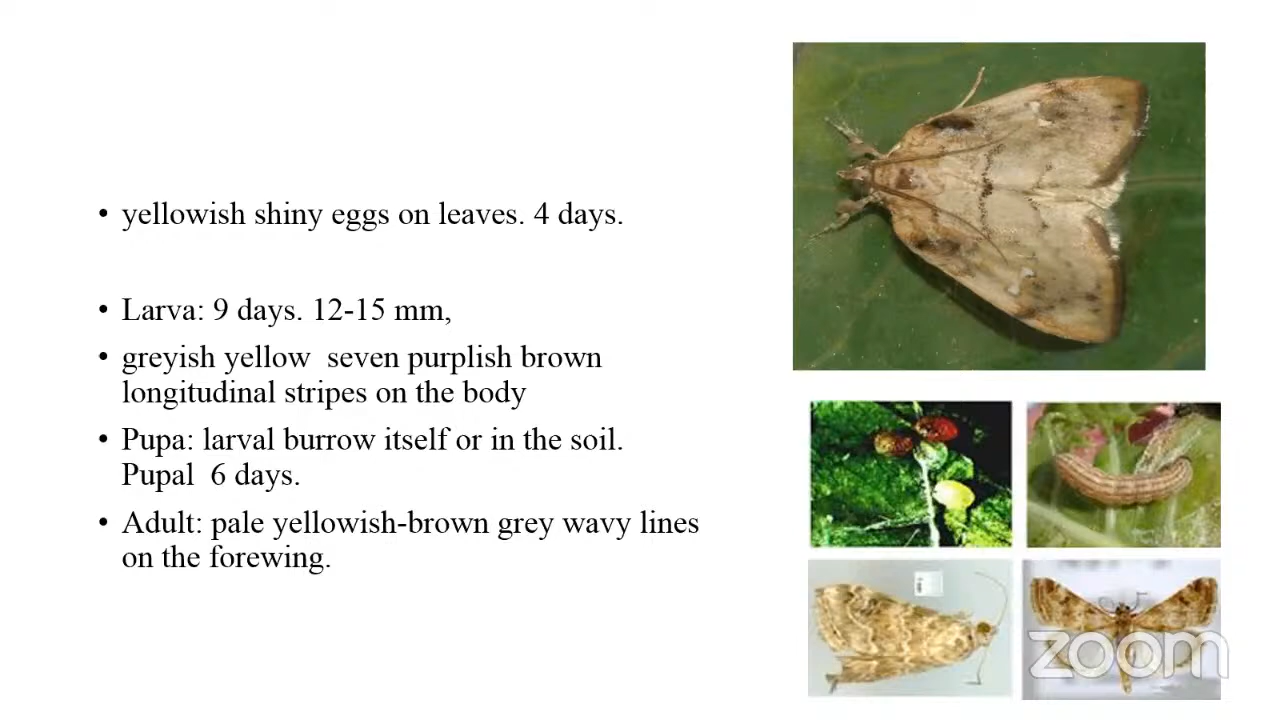 • yellowish shiny eggs on leaves. 4 days.
• Larva: 9 days. 12-15 mm,
• greyish yellow  seven purplish brown
longitudinal stripes on the body
• Pupa: larval burrow itself or in the soil.
Pupal  6 days.
• Adult: pale yellowish-brown grey wavy lines
on the forewing.
zoom